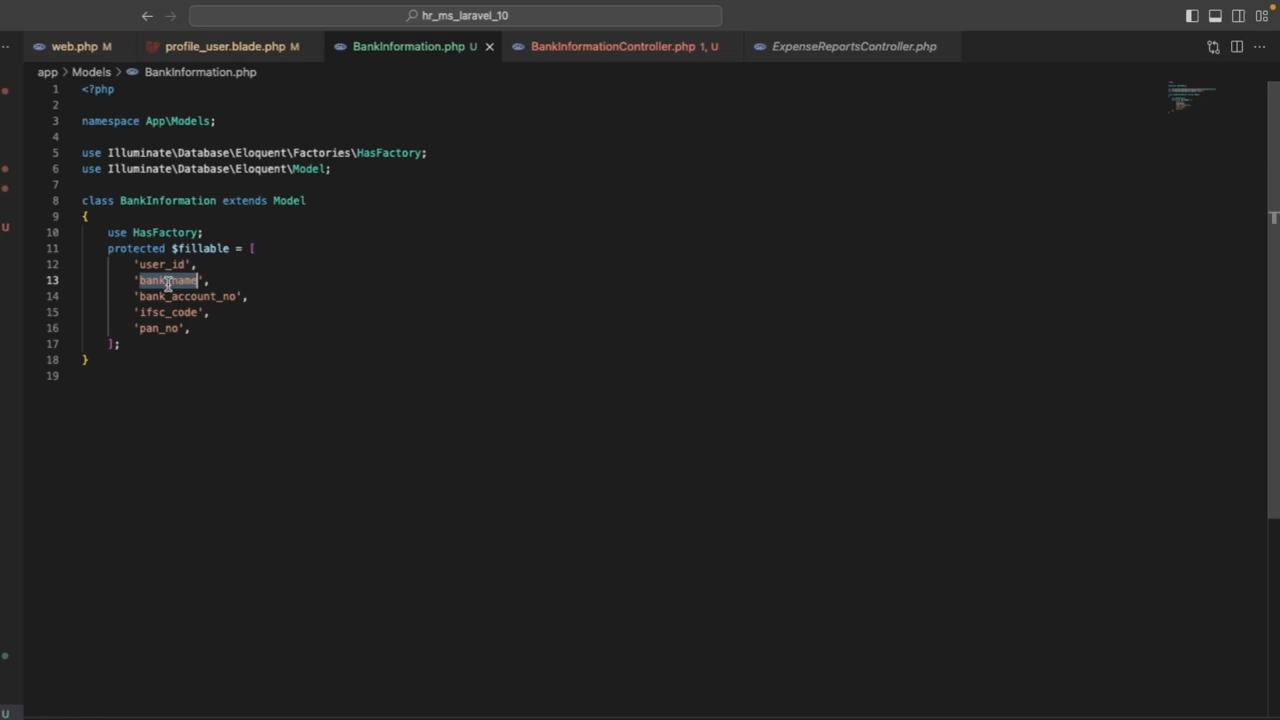 hr_ms_laravel_10
web.php M
profile_user.blade.php M
BankInformation.php U
BankInformationController.php 1, U
ExpenseReportsController.php
app > Models > BankInformation.php
1 <?php
2
3 namespace App\Models;
4
5 use Illuminate\Database\Eloquent\Factories\HasFactory;
6 use Illuminate\Database\Eloquent\Model;
7
8 class BankInformation extends Model
9 {
10 use HasFactory;
11 protected $fillable = [
12 'user_id',
13 'bank_name',
14 'bank_account_no',
15 'ifsc_code',
16 'pan_no',
17 ];
18 }
19
U
U